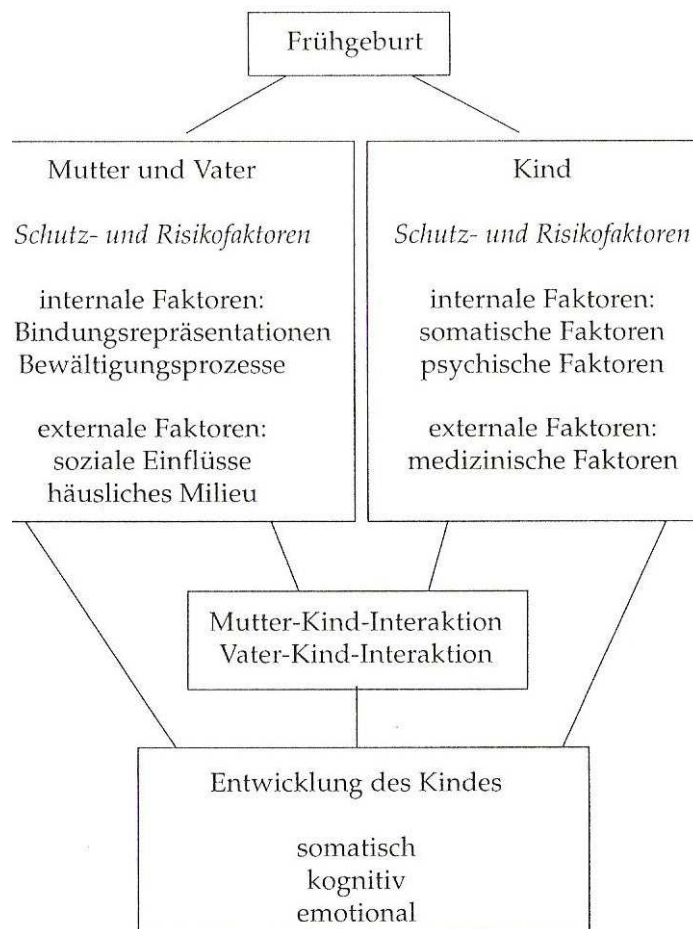 Frühgeburt
Mutter und Vater
Schutz- und Risikofaktoren
internale Faktoren:
Bindungsrepräsentationen
Bewältigungsprozesse
externale Faktoren:
soziale Einflüsse
häusliches Milieu
Kind
Schutz- und Risikofaktoren
internale Faktoren:
somatische Faktoren
psychische Faktoren
externale Faktoren:
medizinische Faktoren
Mutter-Kind-Interaktion
Vater-Kind-Interaktion
Entwicklung des Kindes
somatisch
kognitiv
emotional